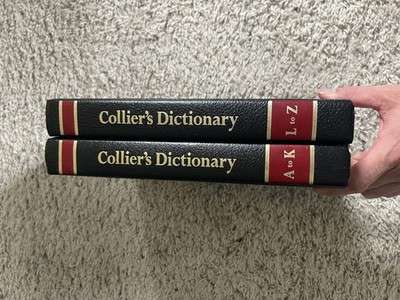 Collier's Dictionary
L to Z
Collier's Dictionary
A to K